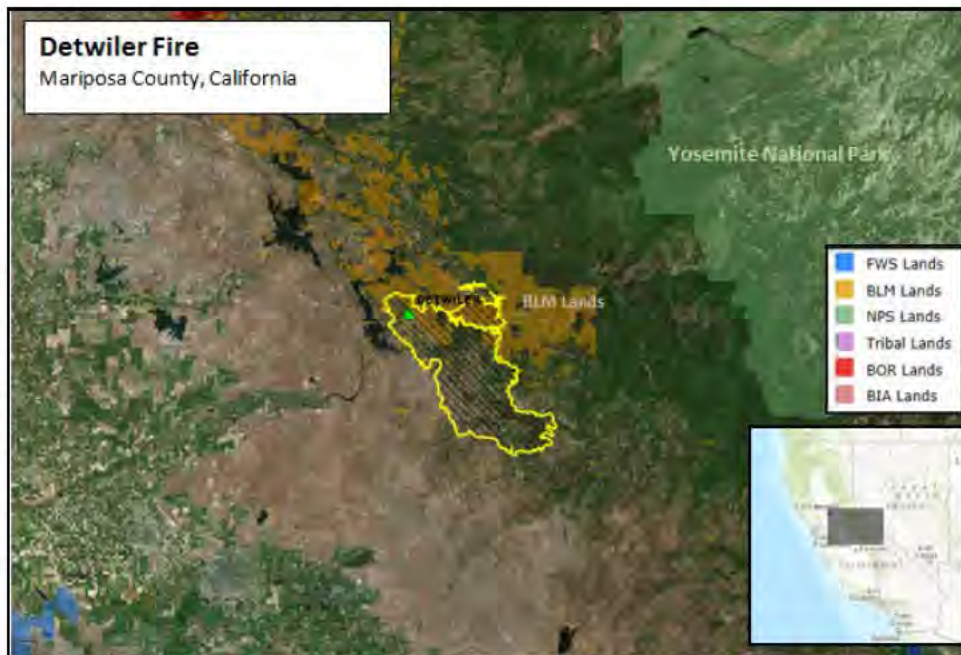 Detwiler Fire
Mariposa County, California
Yosemite National Park
FWS Lands
BLM Lands
NPS Lands
Tribal Lands
BOR Lands
BIA Lands
Detwiler
BLM Lands